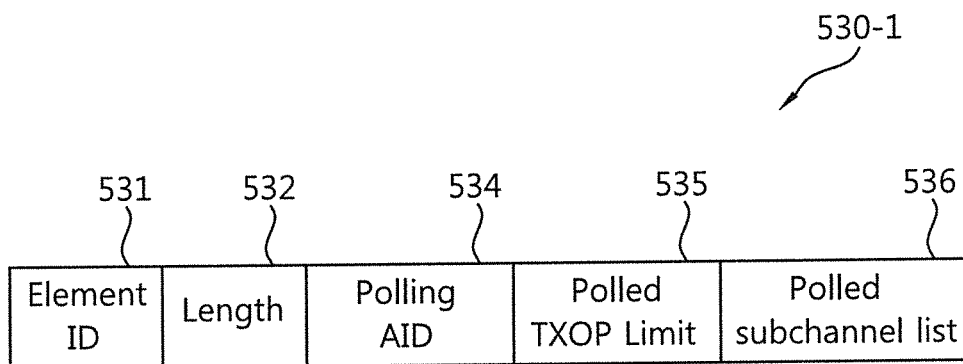 530-1
531
532
534
535
536
Element
ID
Length
Polling
AID
Polled
TXOP Limit
Polled
subchannel list